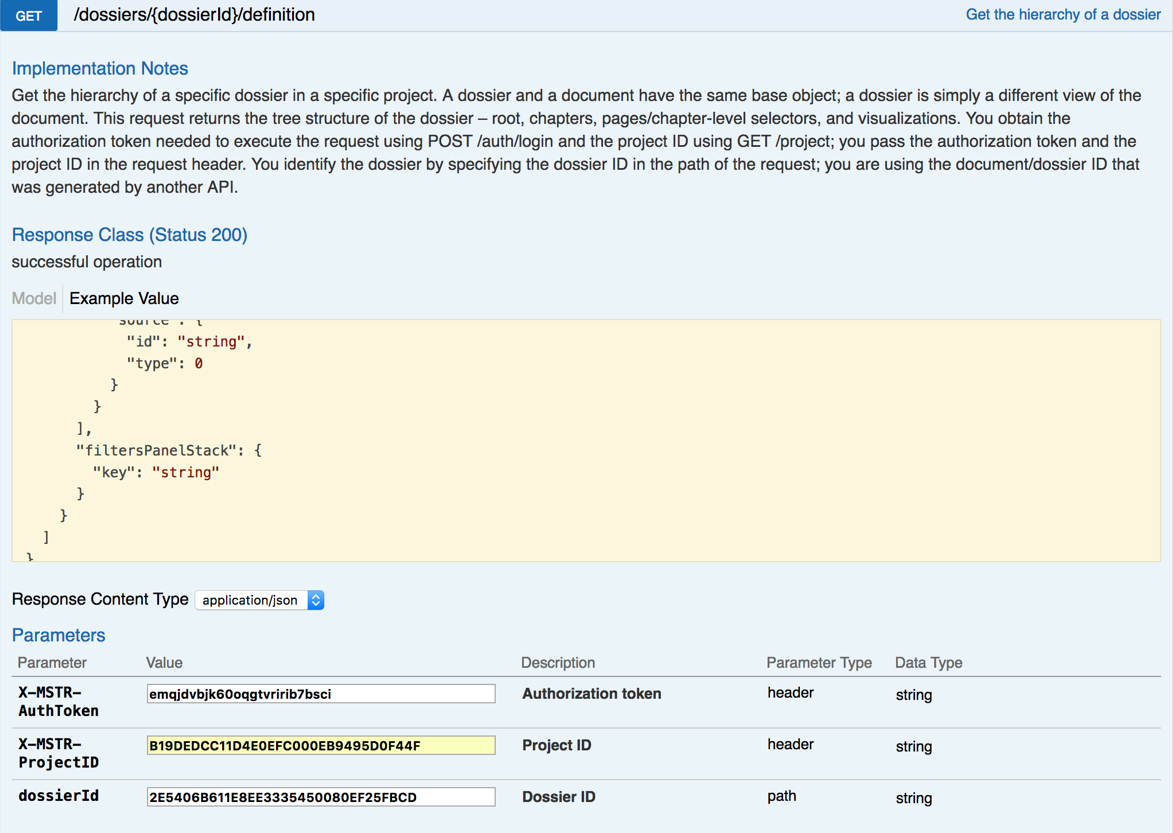 GET /dossiers/{dossierId}/definition Get the hierarchy of a dossier
Implementation Notes
Get the hierarchy of a specific dossier in a specific project. A dossier and a document have the same base object; a dossier is simply a different view of the
document. This request returns the tree structure of the dossier – root, chapters, pages/chapter-level selectors, and visualizations. You obtain the
authorization token needed to execute the request using POST /auth/login and the project ID using GET /project; you pass the authorization token and the
project ID in the request header. You identify the dossier by specifying the dossier ID in the path of the request; you are using the document/dossier ID that
was generated by another API.
Response Class (Status 200)
successful operation
Model Example Value
"source": {
"id": "string",
"type": 0
}
}
],
"filtersPanelStack": {
"key": "string"
}
}
]
}
Response Content Type application/json
Parameters
Parameter Value Description Parameter Type Data Type
X-MSTR-AuthToken emqjdvbjk60oqgtvririb7bsci Authorization token header string
X-MSTR-ProjectID B19DEDCC11D4E0EFC000EB9495D0F44F Project ID header string
dossierId 2E5406B611E8EE3335450080EF25FBCD Dossier ID path string